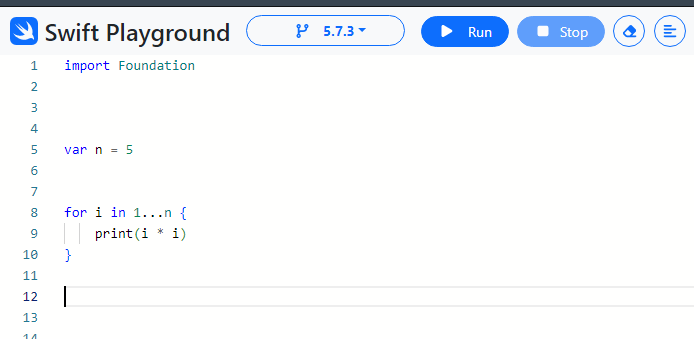 Swift Playground 5.7.3 Run Stop
1 import Foundation
2
3
4
5 var n = 5
6
7
8 for i in 1...n {
9     print(i * i)
10 }
11
12
13
14